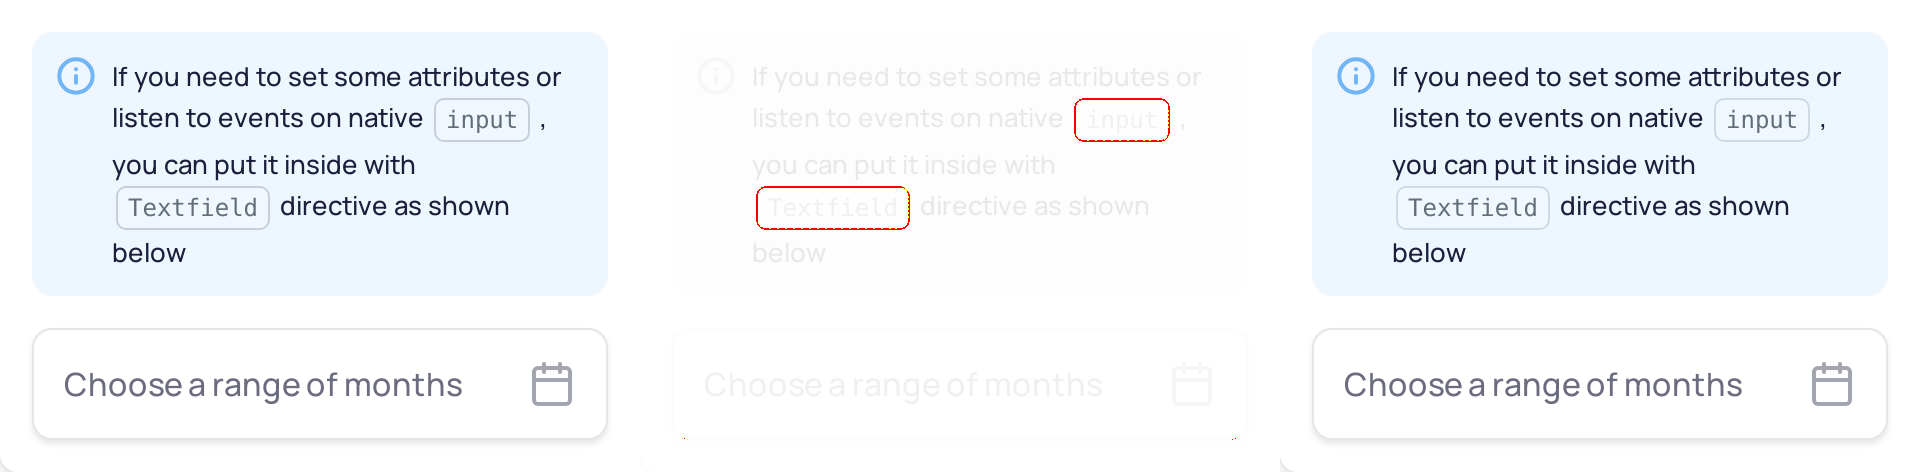 If you need to set some attributes or
listen to events on native input ,
you can put it inside with
Textfield directive as shown
below
Choose a range of months
If you need to set some attributes or
listen to events on native input ,
you can put it inside with
Textfield directive as shown
below
Choose a range of months
If you need to set some attributes or
listen to events on native input ,
you can put it inside with
Textfield directive as shown
below
Choose a range of months